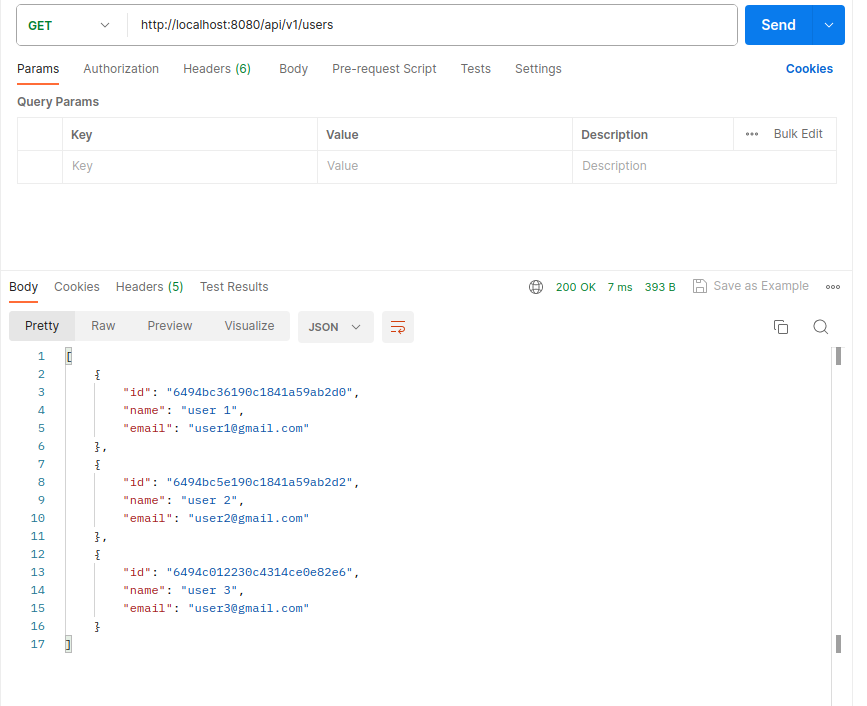 GET http://localhost:8080/api/v1/users Send
Params Authorization Headers (6) Body Pre-request Script Tests Settings Cookies
Query Params
Key Value Description ••• Bulk Edit
Key Value Description
Body Cookies Headers (5) Test Results 200 OK 7 ms 393 B Save as Example
Pretty Raw Preview Visualize JSON
1 [
2 {
3 "id": "6494bc36190c1841a59ab2d0",
4 "name": "user 1",
5 "email": "user1@gmail.com"
6 },
7 {
8 "id": "6494bc5e190c1841a59ab2d2",
9 "name": "user 2",
10 "email": "user2@gmail.com"
11 },
12 {
13 "id": "6494c012230c4314ce0e82e6",
14 "name": "user 3",
15 "email": "user3@gmail.com"
16 }
17 ]